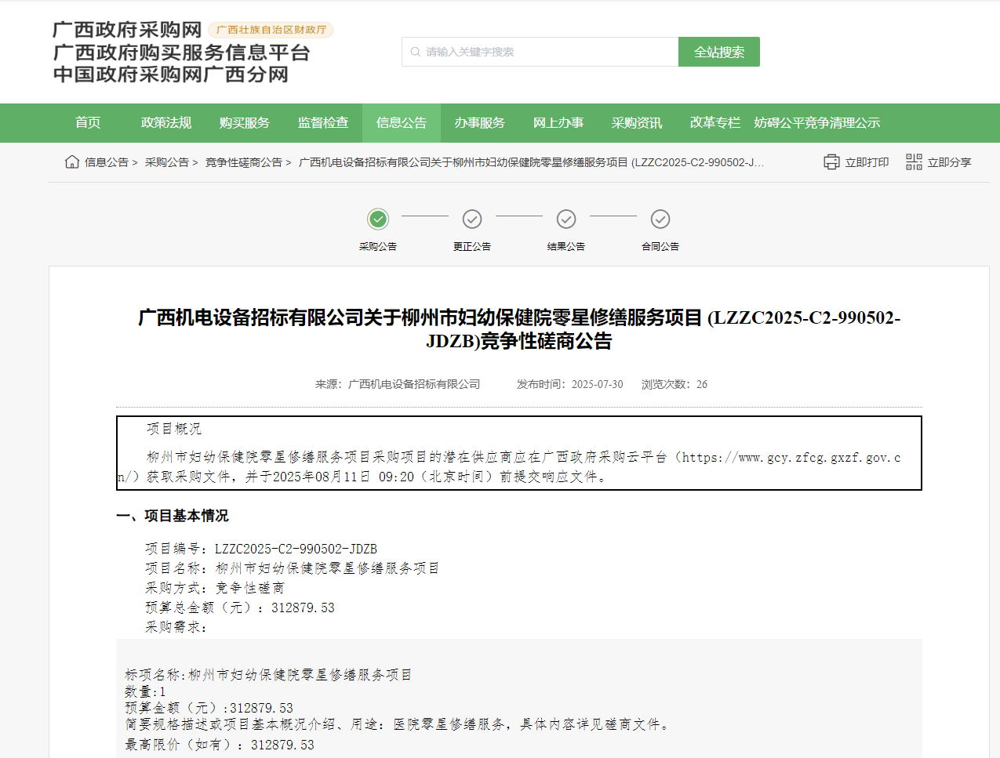 广西政府采购网 广西壮族自治区财政厅
广西政府购买服务信息平台
中国政府采购网广西分网
请输入关键字搜索 全站搜索
首页 政策法规 购买服务 监督检查 信息公告 办事服务 网上办事 采购资讯 改革专栏 妨碍公平竞争清理公示
信息公告 > 采购公告 > 竞争性磋商公告 > 广西机电设备招标有限公司关于柳州市妇幼保健院零星修缮服务项目 (LZZC2025-C2-990502-J... 立即打印 立即分享
采购公告 更正公告 结果公告 合同公告
广西机电设备招标有限公司关于柳州市妇幼保健院零星修缮服务项目 (LZZC2025-C2-990502-
JDZB)竞争性磋商公告
来源：广西机电设备招标有限公司 发布时间：2025-07-30 浏览次数：26
项目概况
柳州市妇幼保健院零星修缮服务项目采购项目的潜在供应商应在广西政府采购云平台（https://www.gcy.zfcg.gxzf.gov.c
n/）获取采购文件，并于2025年08月11日 09:20（北京时间）前提交响应文件。
一、项目基本情况
项目编号：LZZC2025-C2-990502-JDZB
项目名称：柳州市妇幼保健院零星修缮服务项目
采购方式：竞争性磋商
预算总金额（元）：312879.53
采购需求：
标项名称:柳州市妇幼保健院零星修缮服务项目
数量:1
预算金额（元）:312879.53
简要规格描述或项目基本概况介绍、用途：医院零星修缮服务，具体内容详见磋商文件。
最高限价（如有）：312879.53